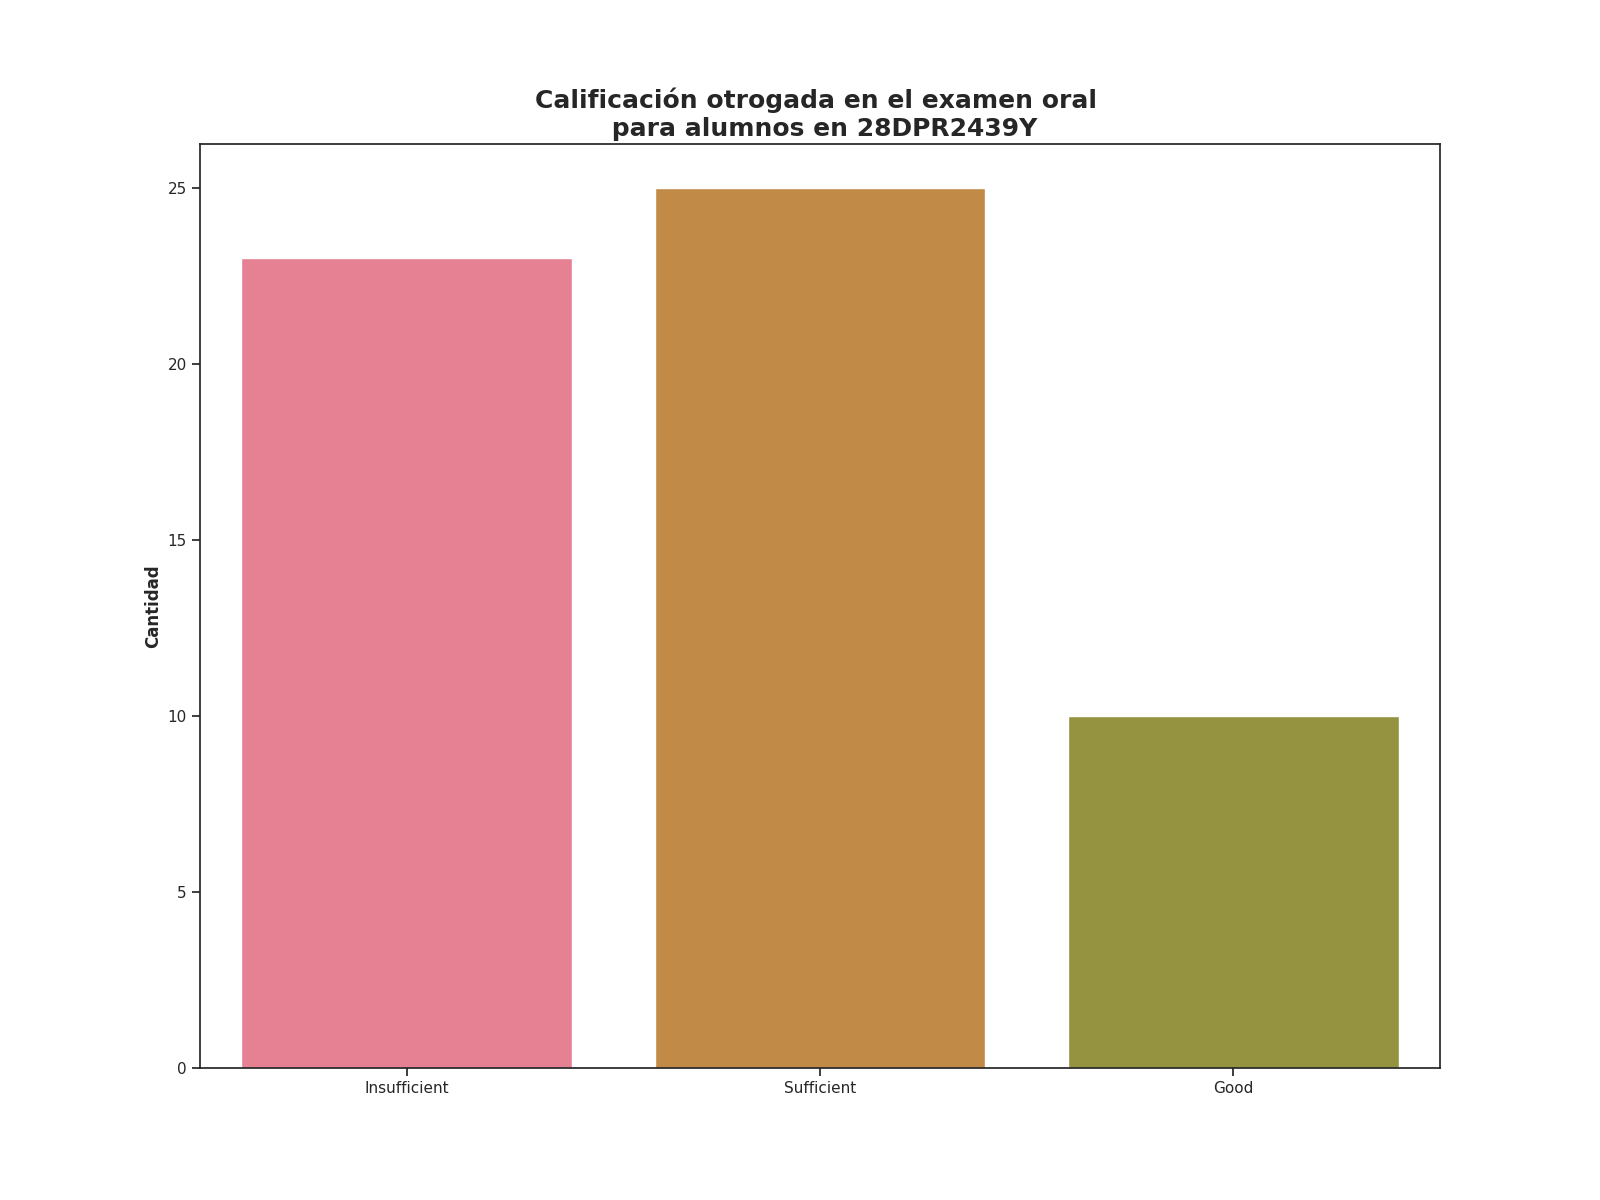 Calificación otrogada en el examen oral
para alumnos en 28DPR2439Y
25
20
15
10
5
0
Cantidad
Insufficient
Sufficient
Good